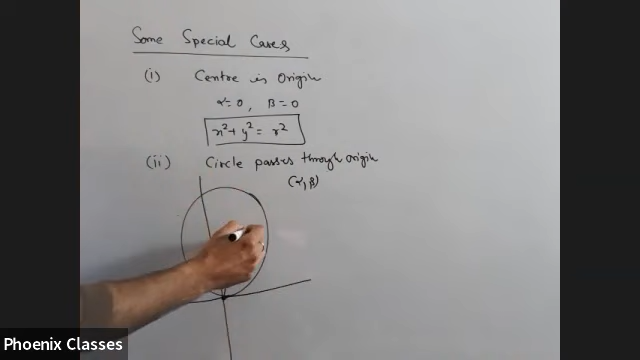 Some Special Cases
(i) Centre is Origin
α=0, β=0
x²+y²= r²
(ii) Circle passes through origin
(α, β)
Phoenix Classes